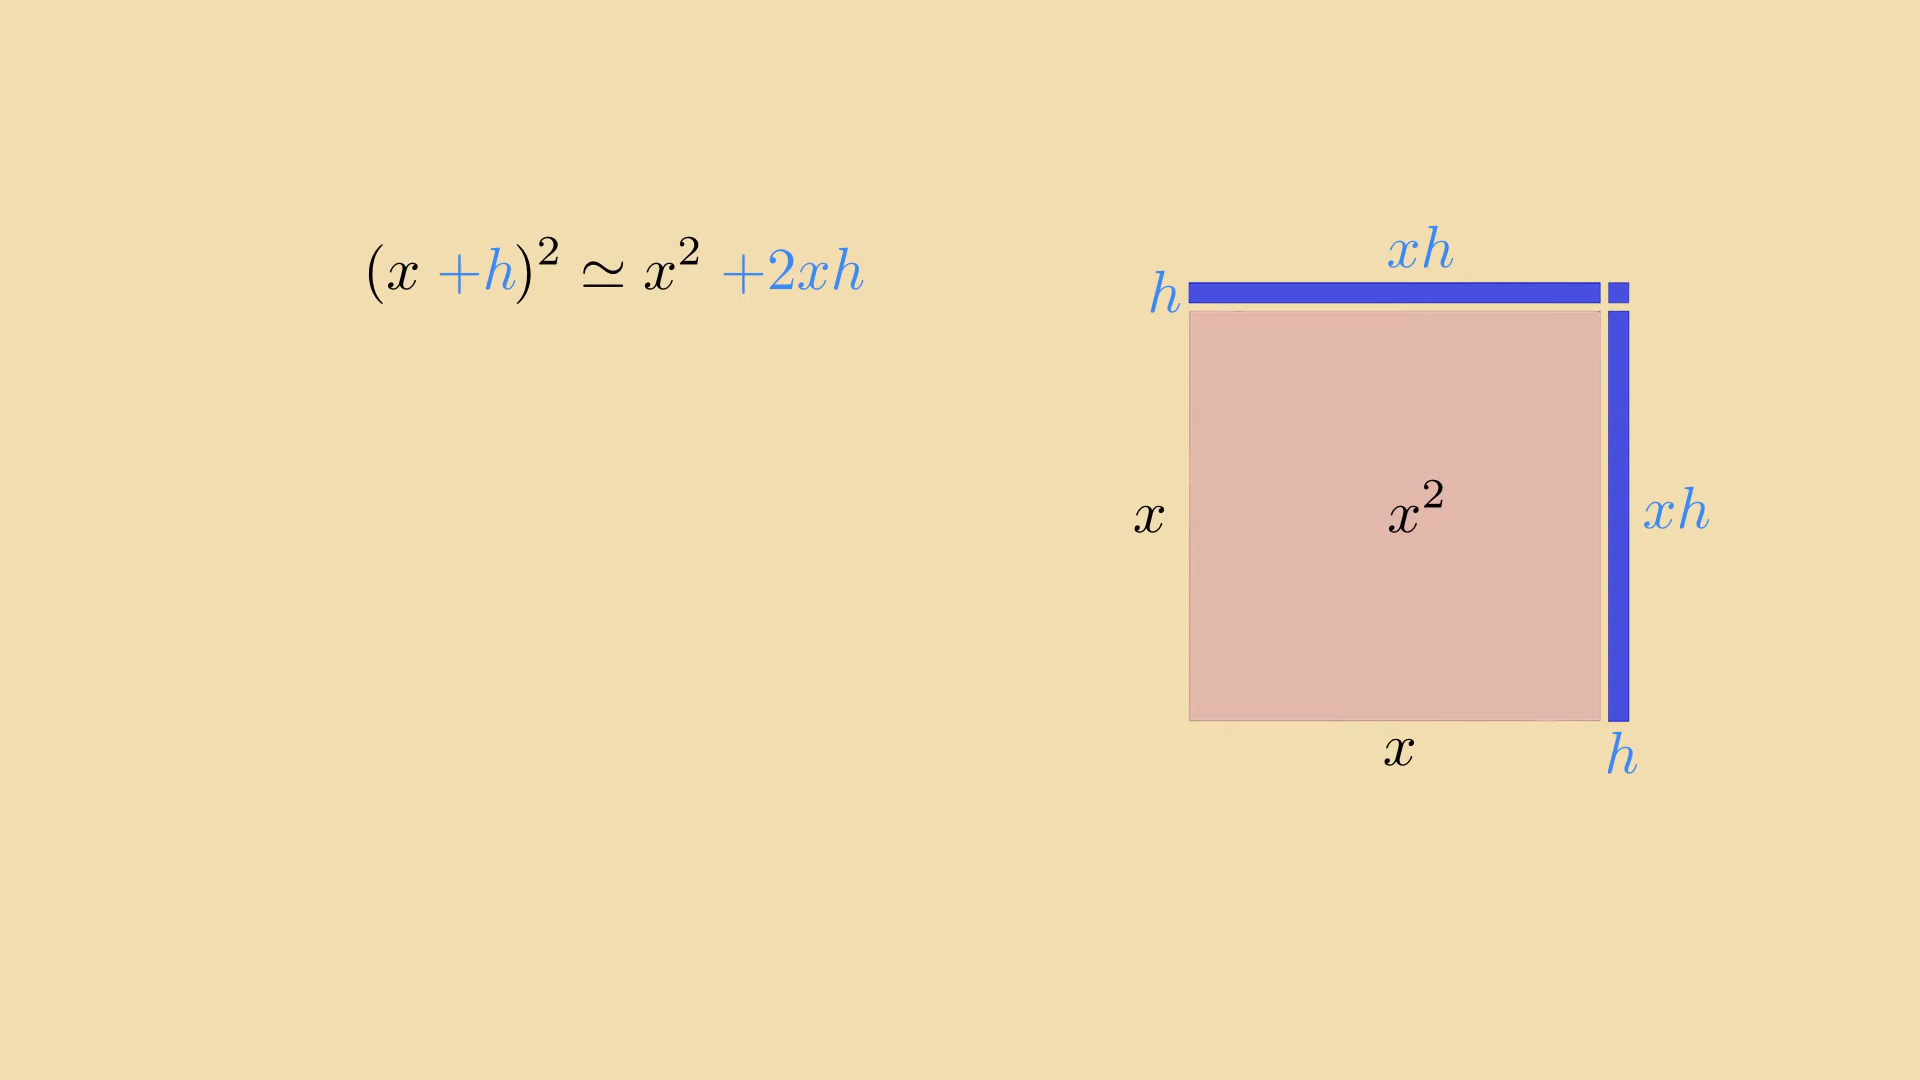 (x +h)² ≃ x² +2xh
xh
h
x
x²
xh
x
h